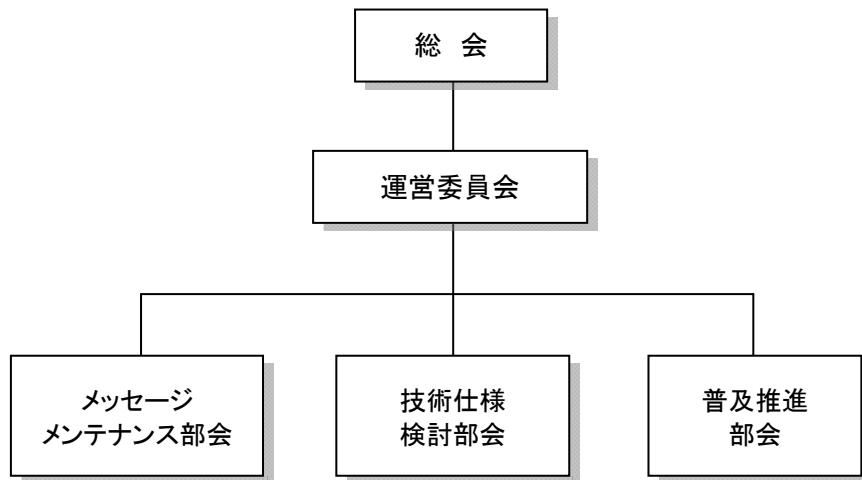 総 会
運営委員会
メッセージ
メンテナンス部会
技術仕様
検討部会
普及推進
部会